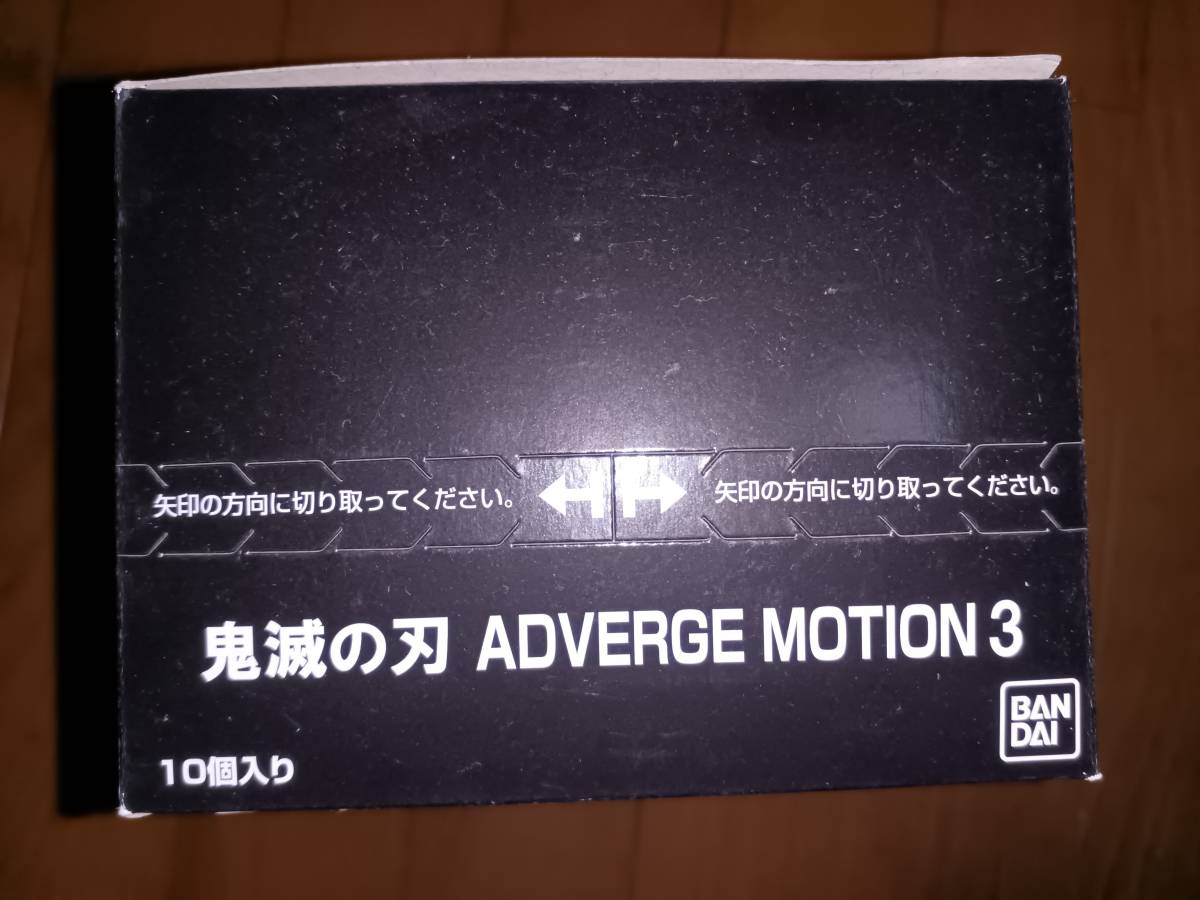 矢印の方向に切り取ってください。
矢印の方向に切り取ってください。
鬼滅の刃 ADVERGE MOTION 3
BAN
DAI
10個入り